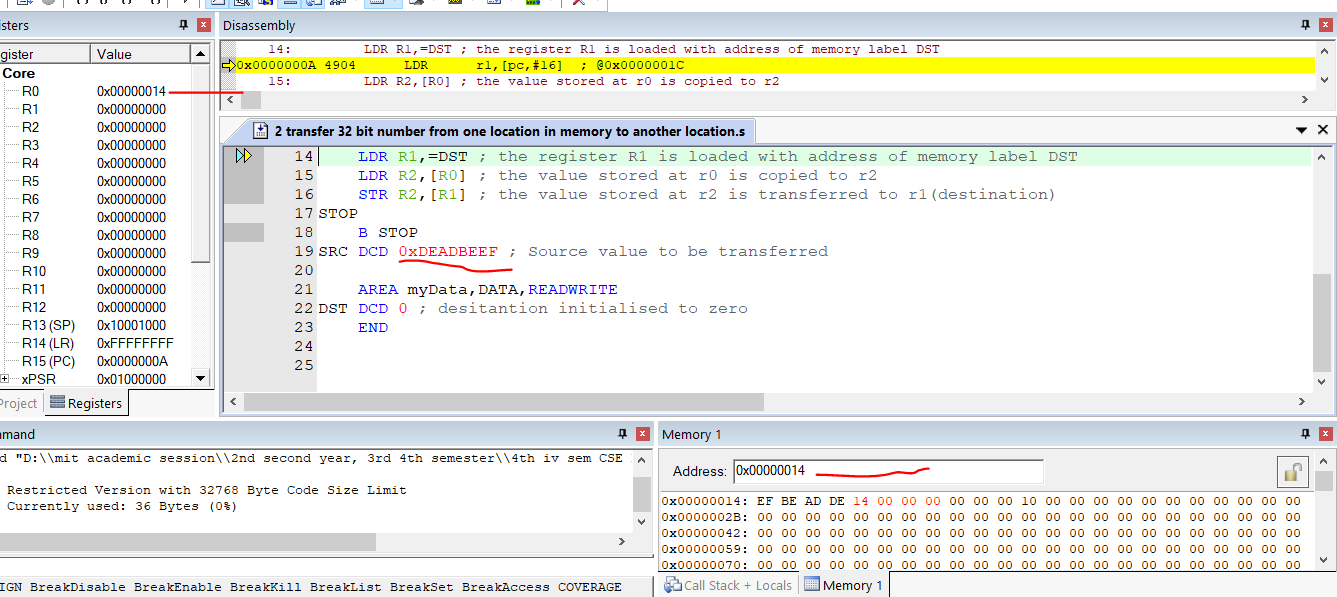 sters
Disassembly
gister Value
Core
R0 0x00000014
R1 0x00000000
R2 0x00000000
R3 0x00000000
R4 0x00000000
R5 0x00000000
R6 0x00000000
R7 0x00000000
R8 0x00000000
R9 0x00000000
R10 0x00000000
R11 0x00000000
R12 0x00000000
R13 (SP) 0x10001000
R14 (LR) 0xFFFFFFFF
R15 (PC) 0x0000000A
xPSR 0x01000000
Project Registers
14: LDR R1,=DST ; the register R1 is loaded with address of memory label DST
0x0000000A 4904 LDR r1,[pc,#16] ; @0x0000001C
15: LDR R2,[R0] ; the value stored at r0 is copied to r2
2 transfer 32 bit number from one location in memory to another location.s
14 LDR R1,=DST ; the register R1 is loaded with address of memory label DST
15 LDR R2,[R0] ; the value stored at r0 is copied to r2
16 STR R2,[R1] ; the value stored at r2 is transferred to r1(destination)
17 STOP
18 B STOP
19 SRC DCD 0xDEADBEEF ; Source value to be transferred
20
21 AREA myData,DATA,READWRITE
22 DST DCD 0 ; desitantion initialised to zero
23 END
24
25
mmand
d "D:\\mit academic session\\2nd second year, 3rd 4th semester\\4th iv sem CSE
Restricted Version with 32768 Byte Code Size Limit
Currently used: 36 Bytes (0%)
IGN BreakDisable BreakEnable BreakKill BreakList BreakSet BreakAccess COVERAGE
Memory 1
Address: 0x00000014
0x00000014: EF BE AD DE 14 00 00 00 00 00 00 10 00 00 00 00 00 00 00 00 00 00 00
0x0000002B: 00 00 00 00 00 00 00 00 00 00 00 00 00 00 00 00 00 00 00 00 00 00 00
0x00000042: 00 00 00 00 00 00 00 00 00 00 00 00 00 00 00 00 00 00 00 00 00 00 00
0x00000059: 00 00 00 00 00 00 00 00 00 00 00 00 00 00 00 00 00 00 00 00 00 00 00
0x00000070: 00 00 00 00 00 00 00 00 00 00 00 00 00 00 00 00 00 00 00 00 00 00 00
Call Stack + Locals Memory 1